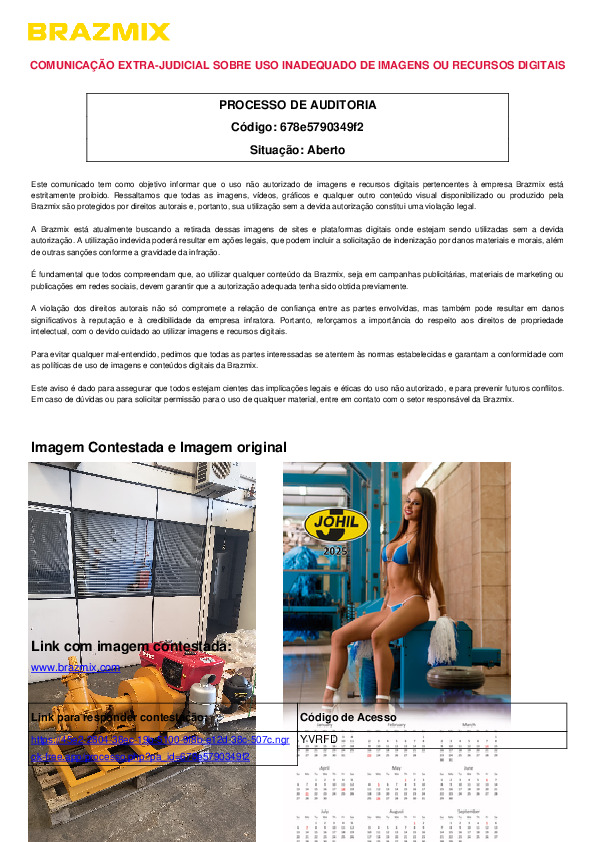 BRAZMIX
COMUNICAÇÃO EXTRA-JUDICIAL SOBRE USO INADEQUADO DE IMAGENS OU RECURSOS DIGITAIS
PROCESSO DE AUDITORIA
Código: 678e5790349f2
Situação: Aberto
Este comunicado tem como objetivo informar que o uso não autorizado de imagens e recursos digitais pertencentes à empresa Brazmix está
estritamente proibido. Ressaltamos que todas as imagens, vídeos, gráficos e qualquer outro conteúdo visual disponibilizado ou produzido pela
Brazmix são protegidos por direitos autorais e, portanto, sua utilização sem a devida autorização constitui uma violação legal.
A Brazmix está atualmente buscando a retirada dessas imagens de sites e plataformas digitais onde estejam sendo utilizadas sem a devida
autorização. A utilização indevida poderá resultar em ações legais, que podem incluir a solicitação de indenização por danos materiais e morais, além
de outras sanções conforme a gravidade da infração.
É fundamental que todos compreendam que, ao utilizar qualquer conteúdo da Brazmix, seja em campanhas publicitárias, materiais de marketing ou
publicações em redes sociais, devem garantir que a autorização adequada tenha sido obtida previamente.
A violação dos direitos autorais não só compromete a relação de confiança entre as partes envolvidas, mas também pode resultar em danos
significativos à reputação e à credibilidade da empresa infratora. Portanto, reforçamos a importância do respeito aos direitos de propriedade
intelectual, com o devido cuidado ao utilizar imagens e recursos digitais.
Para evitar qualquer mal-entendido, pedimos que todas as partes interessadas se atentem às normas estabelecidas e garantam a conformidade com
as políticas de uso de imagens e conteúdos digitais da Brazmix.
Este aviso é dado para assegurar que todos estejam cientes das implicações legais e éticas do uso não autorizado, e para prevenir futuros conflitos.
Em caso de dúvidas ou para solicitar permissão para o uso de qualquer material, entre em contato com o setor responsável da Brazmix.
Imagem Contestada e Imagem original
JOHIL
2025
Link com imagem contestada:
www.brazmix.com
Link para responder contestação:
Código de Acesso
YVRFD
January February March
April May June
July August September